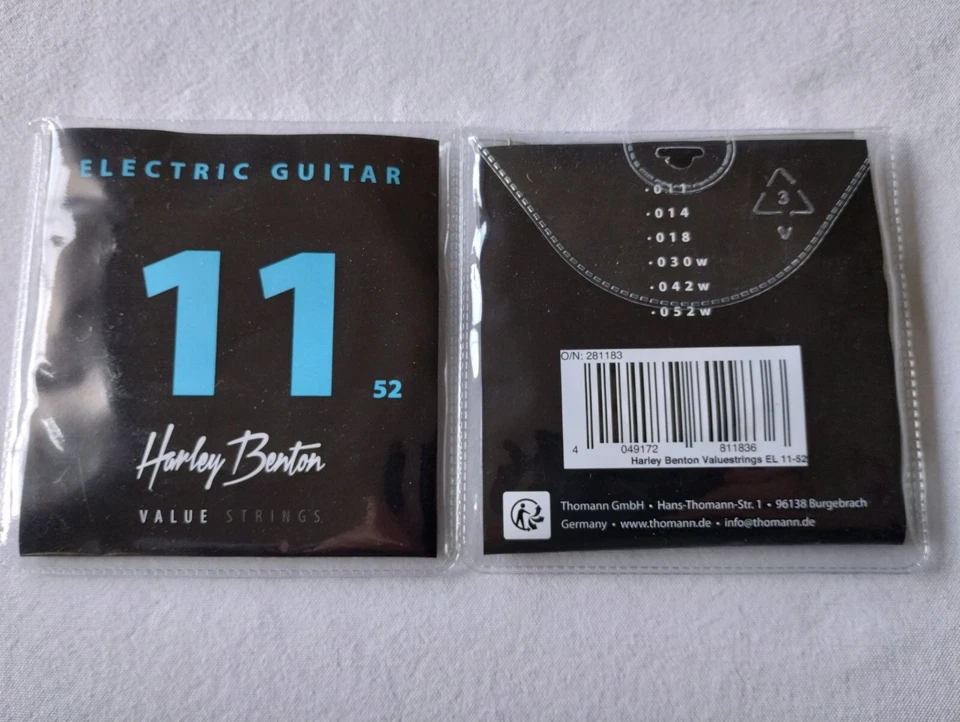 ELECTRIC GUITAR
11 52
Harley Benton
VALUE STRINGS
.011
.014
.018
.030w
.042w
.052w
3
V
O/N: 281183
4 049172 811836
Harley Benton Valuestrings EL 11-52
Thomann GmbH • Hans-Thomann-Str. 1 • 96138 Burgebrach
Germany • www.thomann.de • info@thomann.de